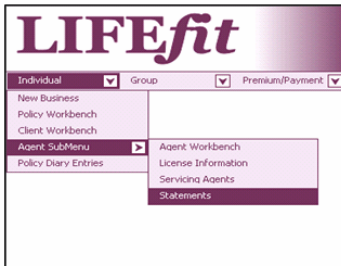 LIFEfit
Individual Group Premium/Payment
New Business
Policy Workbench
Client Workbench
Agent SubMenu
Policy Diary Entries
Agent Workbench
License Information
Servicing Agents
Statements